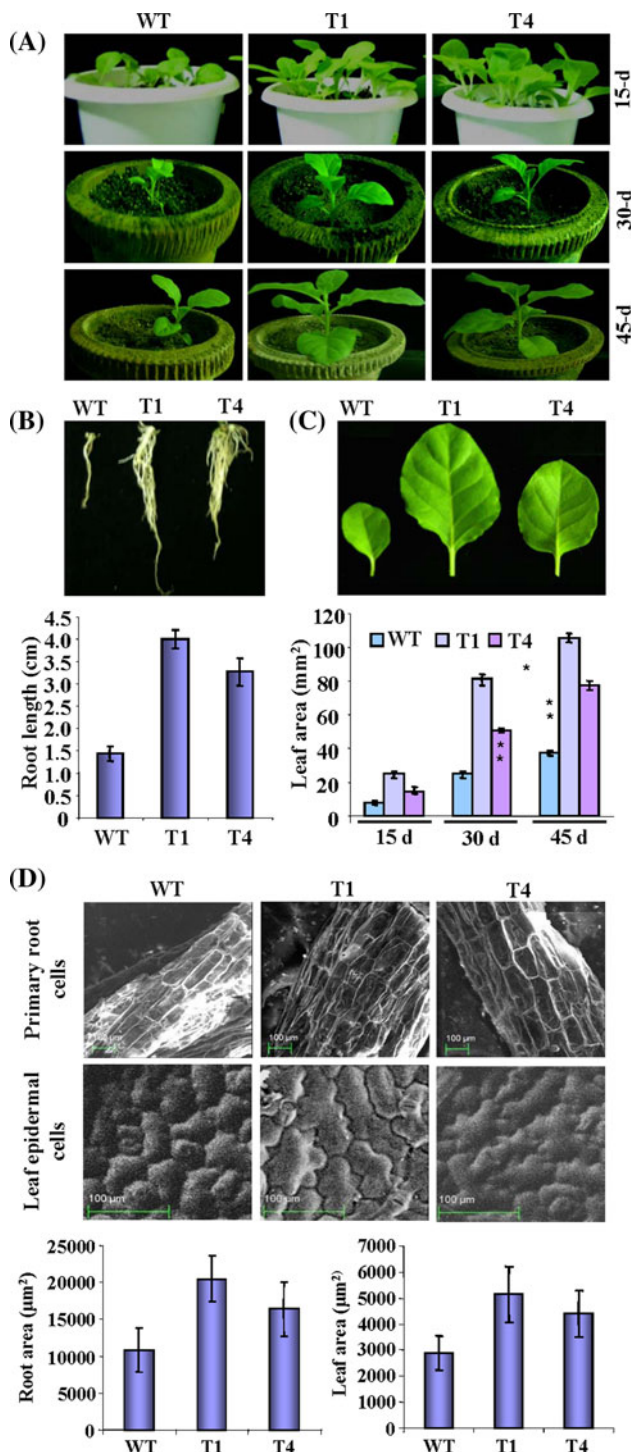 WT T1 T4
(A)
15-d
30-d
45-d
(B) WT T1 T4
(C) WT T1 T4
Root length (cm)
4.5
4.0
3.5
3.0
2.5
2.0
1.5
1.0
0.5
0
WT T1 T4
Leaf area (mm²)
120
100
80
60
40
20
0
WT T1 T4
*
* *
* *
15 d 30 d 45 d
(D)
WT T1 T4
Primary root
cells
100 µm 100 µm 100 µm
Leaf epidermal
cells
100 µm 100 µm 100 µm
Root area (µm²)
25000
20000
15000
10000
5000
0
WT T1 T4
Leaf area (µm²)
7000
6000
5000
4000
3000
2000
1000
0
WT T1 T4